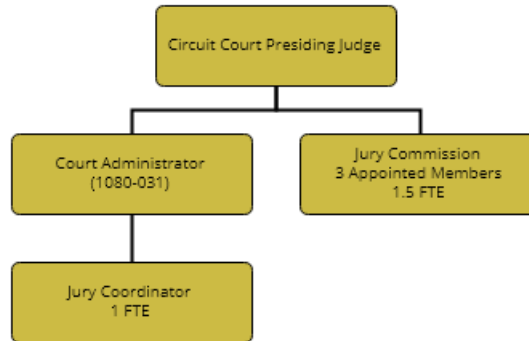 Circuit Court Presiding Judge
Court Administrator
(1080-031)
Jury Commission
3 Appointed Members
1.5 FTE
Jury Coordinator
1 FTE